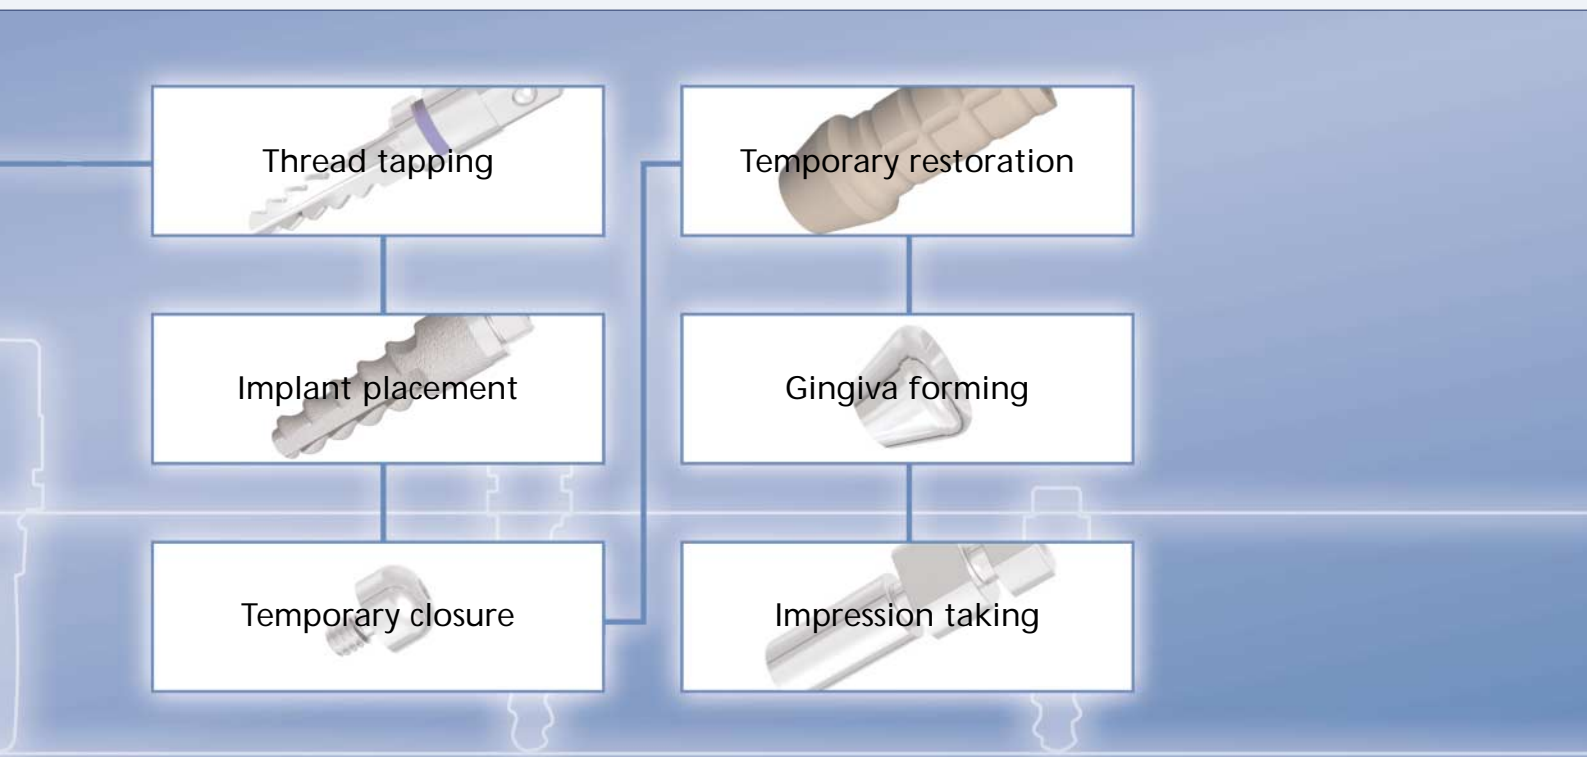 Thread tapping
Implant placement
Temporary closure
Temporary restoration
Gingiva forming
Impression taking